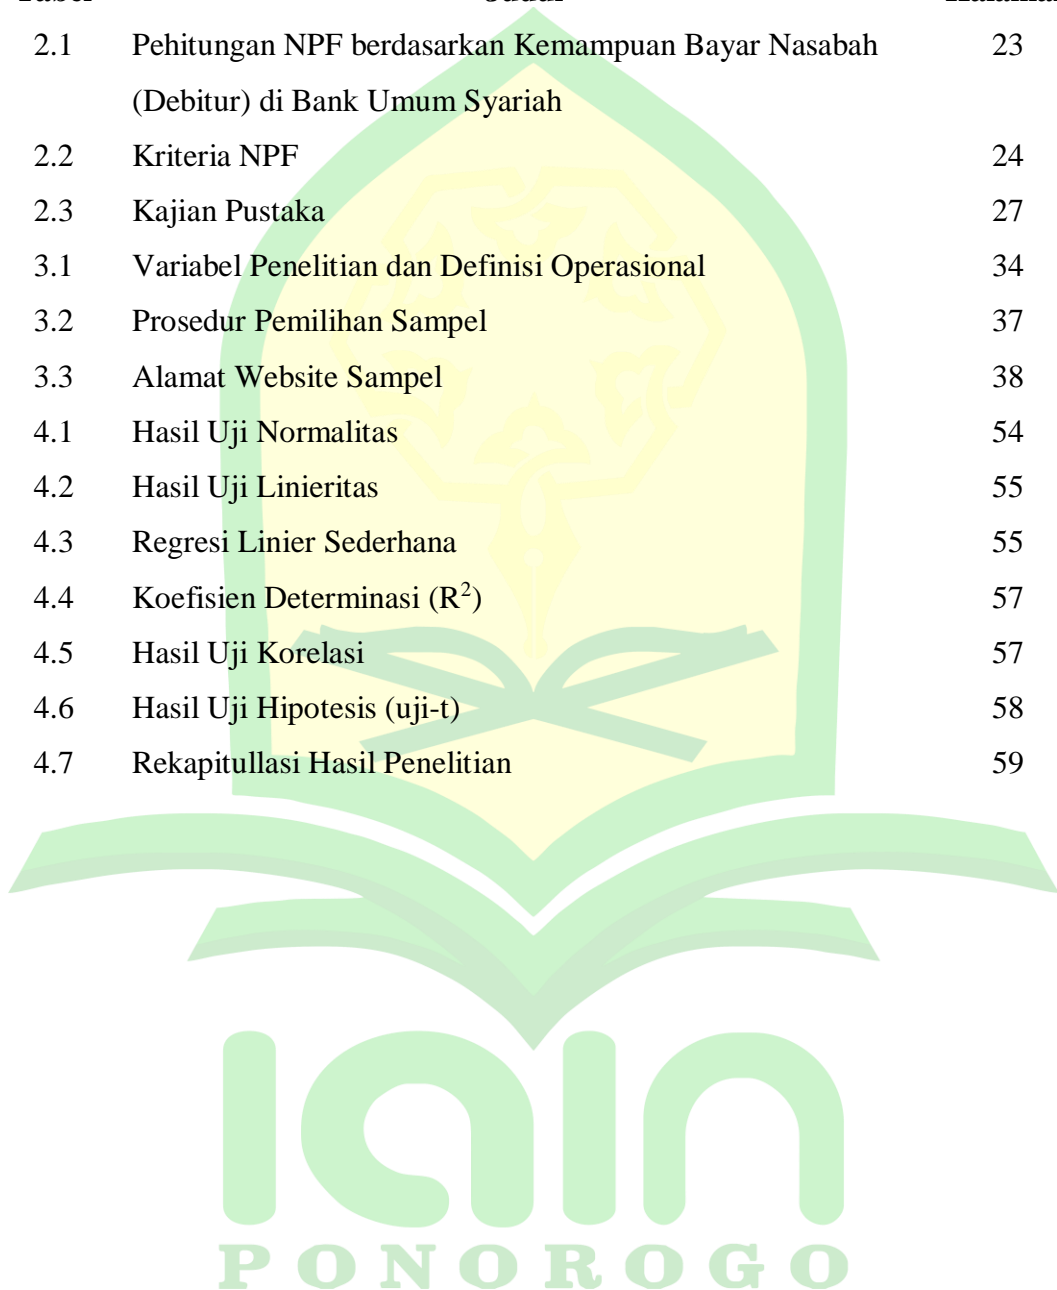 2.1 Pehitungan NPF berdasarkan Kemampuan Bayar Nasabah 23
(Debitur) di Bank Umum Syariah
2.2 Kriteria NPF 24
2.3 Kajian Pustaka 27
3.1 Variabel Penelitian dan Definisi Operasional 34
3.2 Prosedur Pemilihan Sampel 37
3.3 Alamat Website Sampel 38
4.1 Hasil Uji Normalitas 54
4.2 Hasil Uji Linieritas 55
4.3 Regresi Linier Sederhana 55
4.4 Koefisien Determinasi (R²) 57
4.5 Hasil Uji Korelasi 57
4.6 Hasil Uji Hipotesis (uji-t) 58
4.7 Rekapitullasi Hasil Penelitian 59
iain
PONOROGO